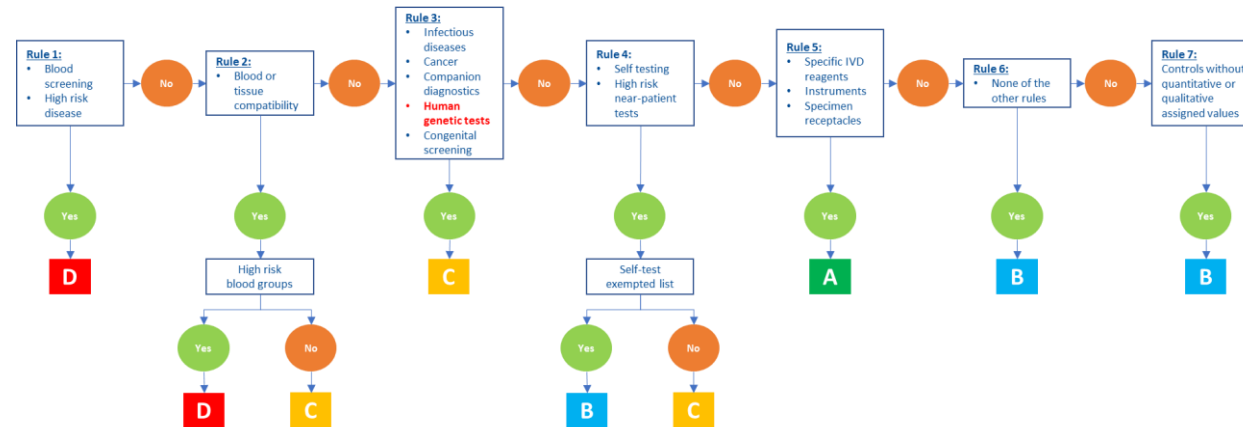 Rule 1:
• Blood
screening
• High risk
disease
No
Rule 2:
• Blood or
tissue
compatibility
No
Rule 3:
• Infectious
diseases
• Cancer
• Companion
diagnostics
• Human
genetic tests
• Congenital
screening
No
Rule 4:
• Self testing
• High risk
near-patient
tests
No
Rule 5:
• Specific IVD
reagents
• Instruments
• Specimen
receptacles
No
Rule 6:
• None of the
other rules
No
Rule 7:
Controls without
quantitative or
qualitative
assigned values
Yes
Yes
Yes
Yes
Yes
Yes
Yes
D
High risk
blood groups
C
Self-test
exempted list
A
B
B
Yes
No
Yes
No
D
C
B
C